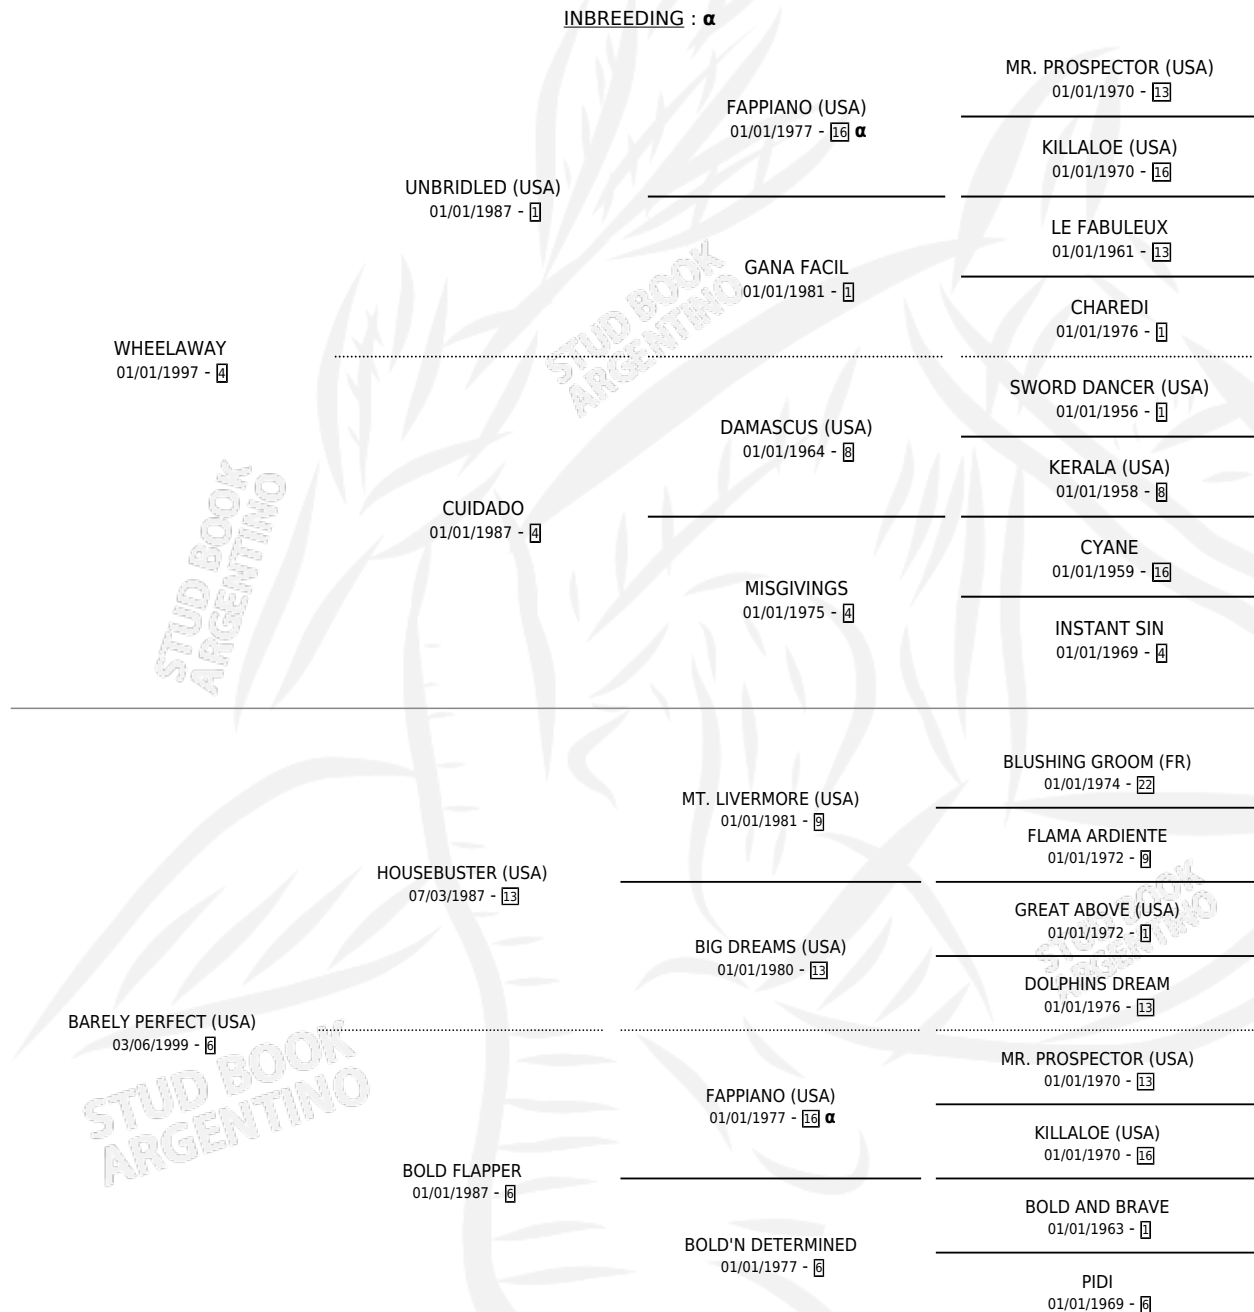 INBREEDING : α
MR. PROSPECTOR (USA)
01/01/1970 - 13
FAPPIANO (USA)
01/01/1977 - 16 α
KILLALOE (USA)
01/01/1970 - 16
UNBRIDLED (USA)
01/01/1987 - 1
LE FABULEUX
01/01/1961 - 13
GANA FACIL
01/01/1981 - 1
CHAREDI
01/01/1976 - 1
WHEELAWAY
01/01/1997 - 4
SWORD DANCER (USA)
01/01/1956 - 1
DAMASCUS (USA)
01/01/1964 - 8
KERALA (USA)
01/01/1958 - 8
CUIDADO
01/01/1987 - 4
CYANE
01/01/1959 - 16
MISGIVINGS
01/01/1975 - 4
INSTANT SIN
01/01/1969 - 4
BLUSHING GROOM (FR)
01/01/1974 - 22
MT. LIVERMORE (USA)
01/01/1981 - 9
FLAMA ARDIENTE
01/01/1972 - 9
HOUSEBUSTER (USA)
07/03/1987 - 13
GREAT ABOVE (USA)
01/01/1972 - 1
BIG DREAMS (USA)
01/01/1980 - 13
DOLPHINS DREAM
01/01/1976 - 13
BARELY PERFECT (USA)
03/06/1999 - 6
MR. PROSPECTOR (USA)
01/01/1970 - 13
FAPPIANO (USA)
01/01/1977 - 16 α
KILLALOE (USA)
01/01/1970 - 16
BOLD FLAPPER
01/01/1987 - 6
BOLD AND BRAVE
01/01/1963 - 1
BOLD'N DETERMINED
01/01/1977 - 6
PIDI
01/01/1969 - 6
STUD BOOK
ARGENTINO
STUD BOOK
ARGENTINO
STUD BOOK
ARGENTINO
STUD BOOK
ARGENTINO